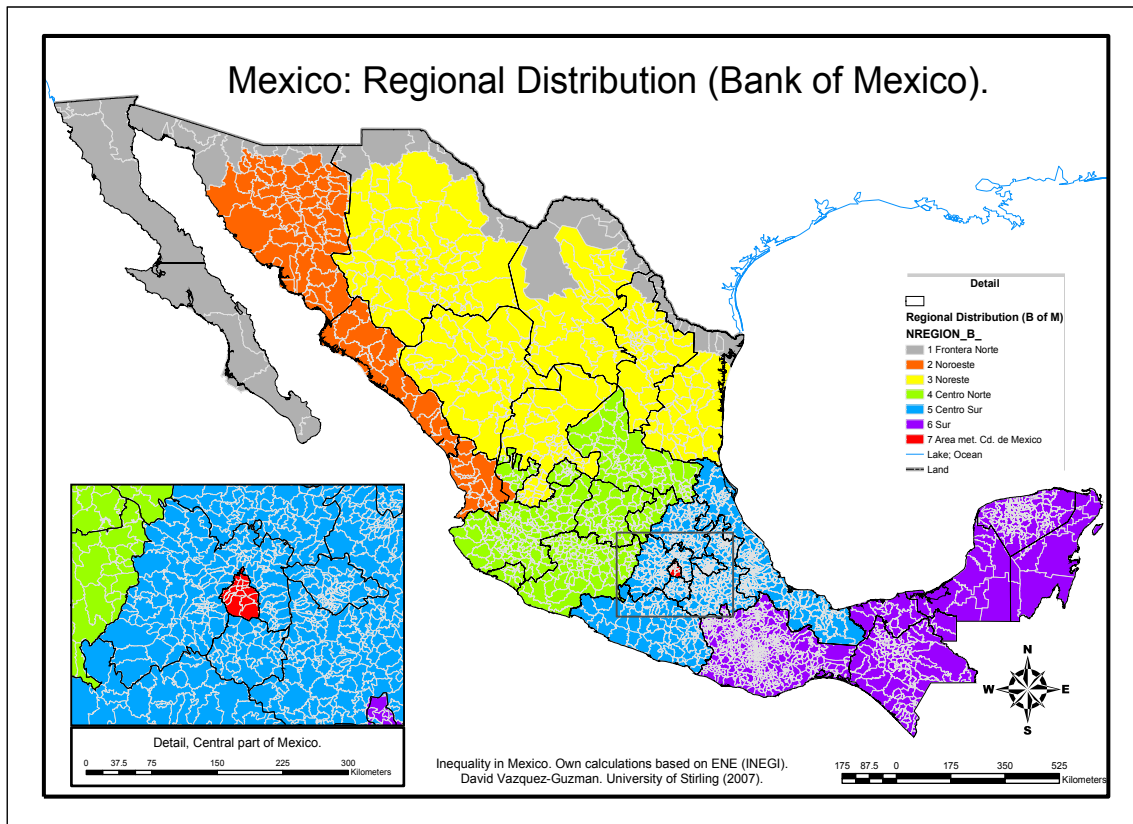 Mexico: Regional Distribution (Bank of Mexico).
Detail
Regional Distribution (B of M)
NREGION_B_
1 Frontera Norte
2 Noroeste
3 Noreste
4 Centro Norte
5 Centro Sur
6 Sur
7 Area met. Cd. de Mexico
Lake; Ocean
Land
N
W E
S
Detail, Central part of Mexico.
0 37.5 75 150 225 300
Kilometers
Inequality in Mexico. Own calculations based on ENE (INEGI).
David Vazquez-Guzman. University of Stirling (2007).
175 87.5 0 175 350 525
Kilometers